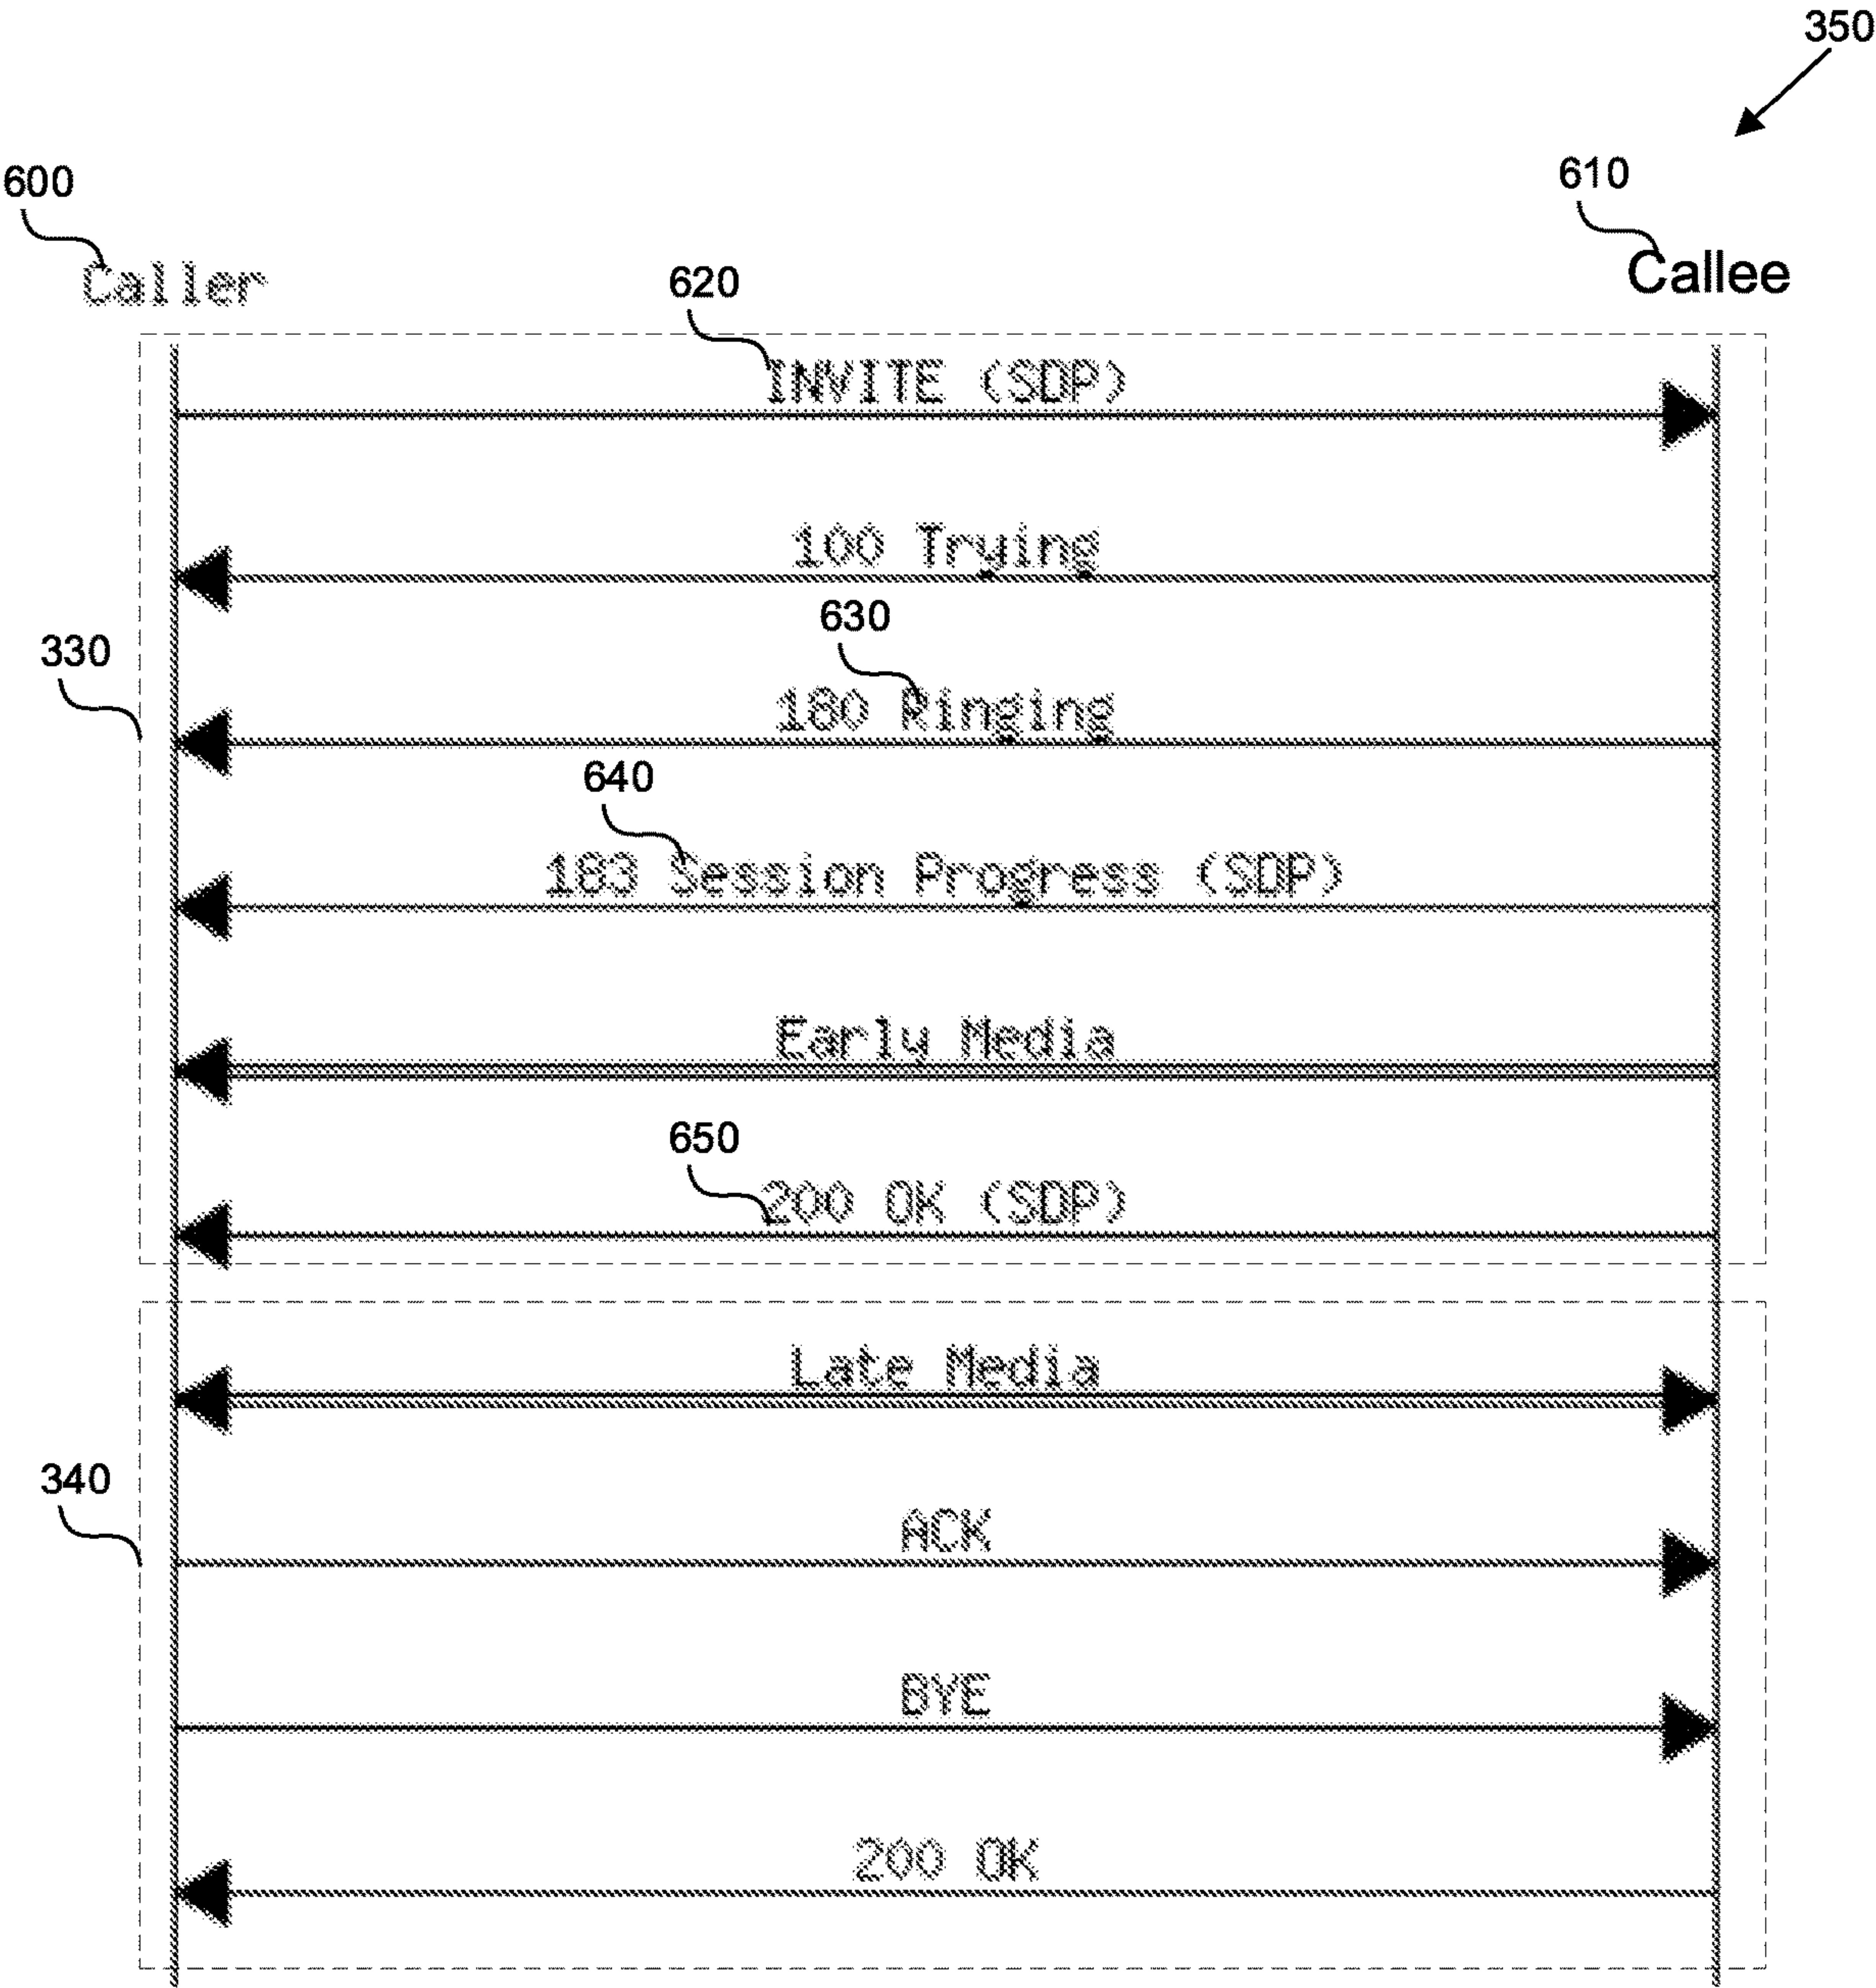 350
600
610
Caller
Callee
620
INVITE (SDP)
100 Trying
630
330
180 Ringing
640
183 Session Progress (SDP)
Early Media
650
200 OK (SDP)
Late Media
340
ACK
BYE
200 OK